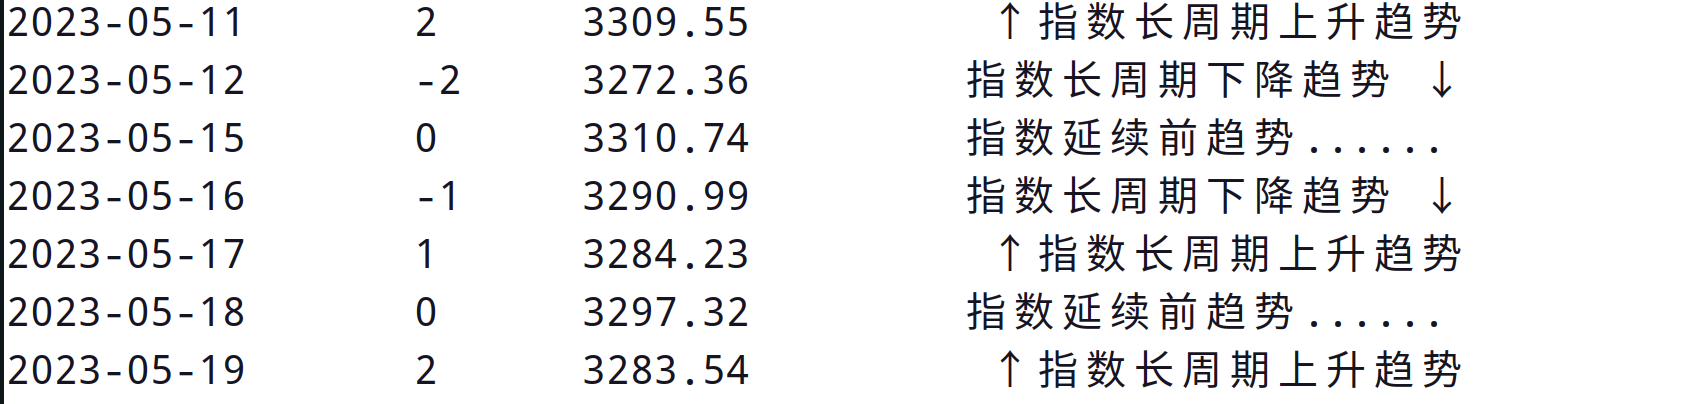 2023-05-11 2 3309.55 ↑指数长周期上升趋势
2023-05-12 -2 3272.36 指数长周期下降趋势 ↓
2023-05-15 0 3310.74 指数延续前趋势......
2023-05-16 -1 3290.99 指数长周期下降趋势 ↓
2023-05-17 1 3284.23 ↑指数长周期上升趋势
2023-05-18 0 3297.32 指数延续前趋势......
2023-05-19 2 3283.54 ↑指数长周期上升趋势